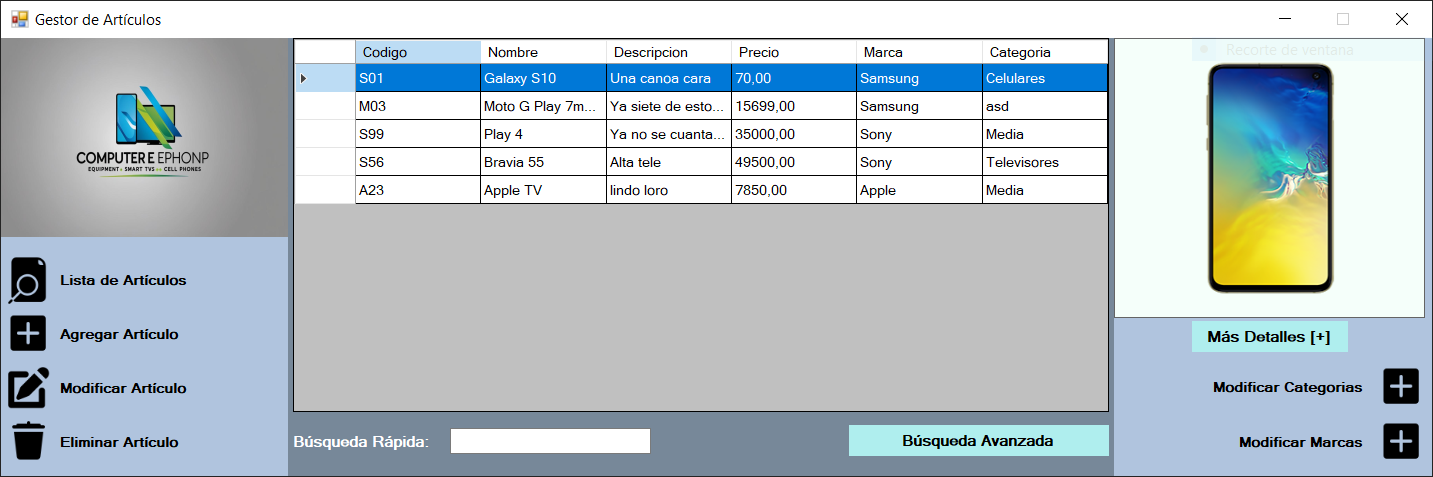 Gestor de Artículos
COMPUTER E EPHONP
EQUIPMENT · SMART TVS · CELL PHONES
Lista de Artículos
Agregar Artículo
Modificar Artículo
Eliminar Artículo
Codigo Nombre Descripcion Precio Marca Categoria
S01 Galaxy S10 Una canoa cara 70,00 Samsung Celulares
M03 Moto G Play 7m... Ya siete de esto... 15699,00 Samsung asd
S99 Play 4 Ya no se cuanta... 35000,00 Sony Media
S56 Bravia 55 Alta tele 49500,00 Sony Televisores
A23 Apple TV lindo loro 7850,00 Apple Media
Búsqueda Rápida:
Búsqueda Avanzada
Recorte de ventana
Más Detalles [+]
Modificar Categorias
Modificar Marcas